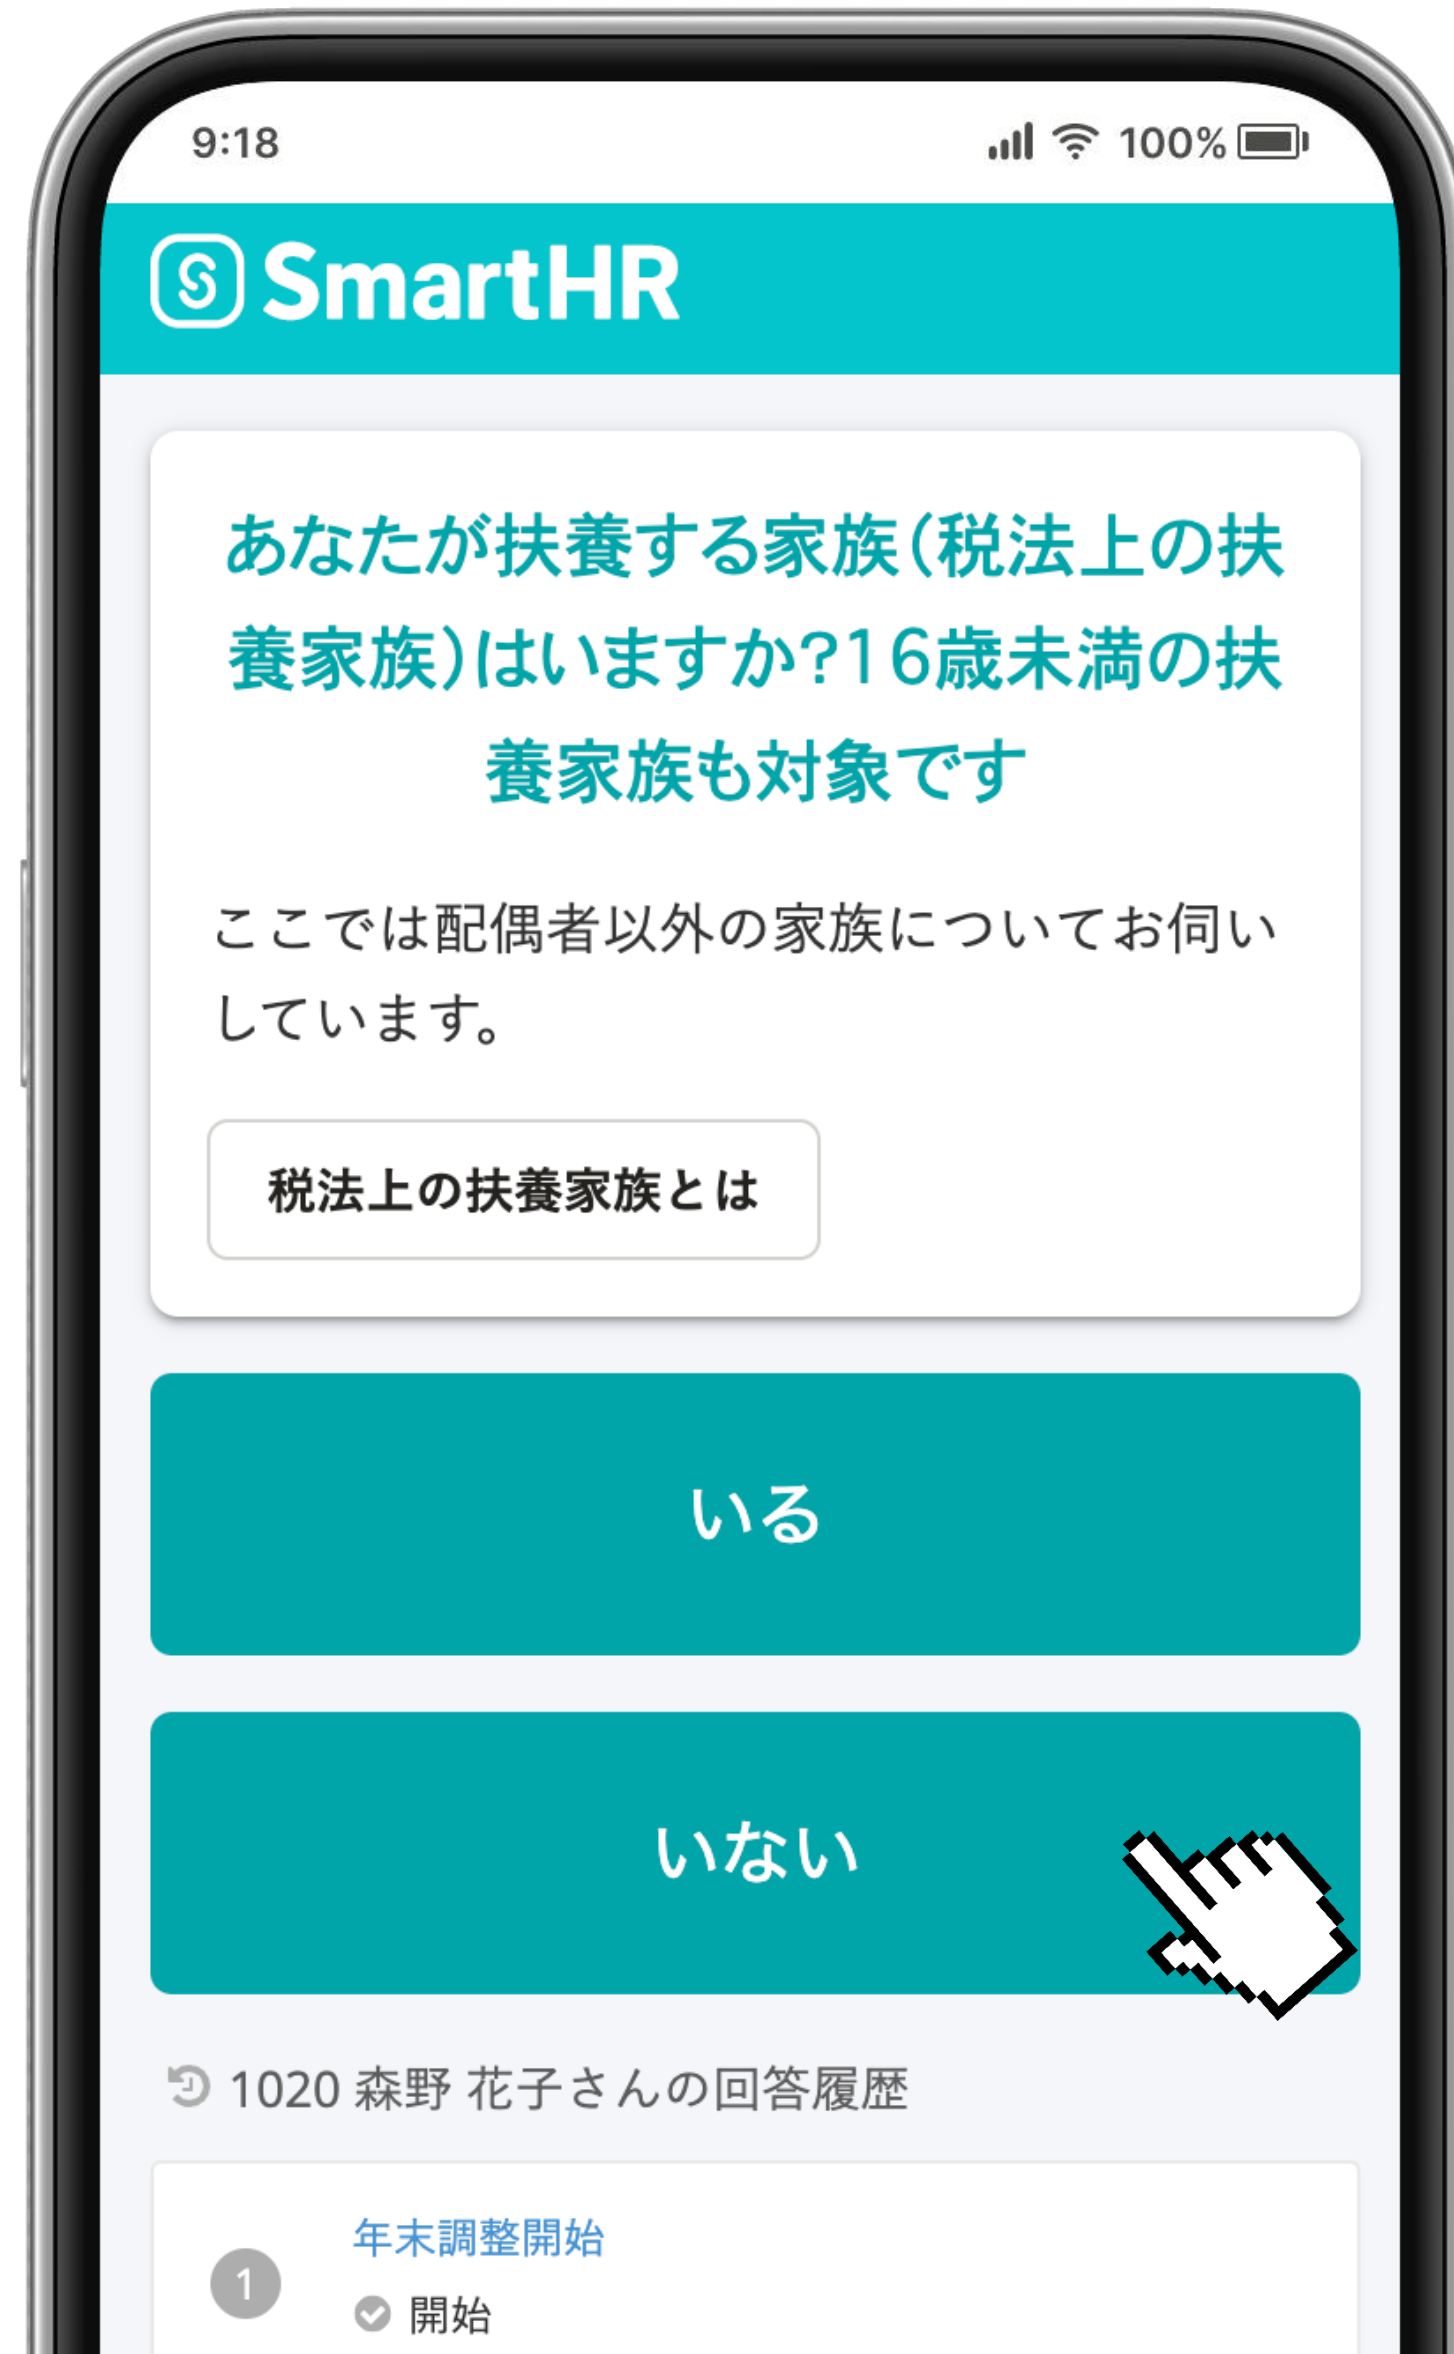 9:18 100%
SmartHR
あなたが扶養する家族(税法上の扶
養家族)はいますか?16歳未満の扶
養家族も対象です
ここでは配偶者以外の家族についてお伺い
しています。
税法上の扶養家族とは
いる
いない
1020 森野 花子さんの回答履歴
年末調整開始
1
開始